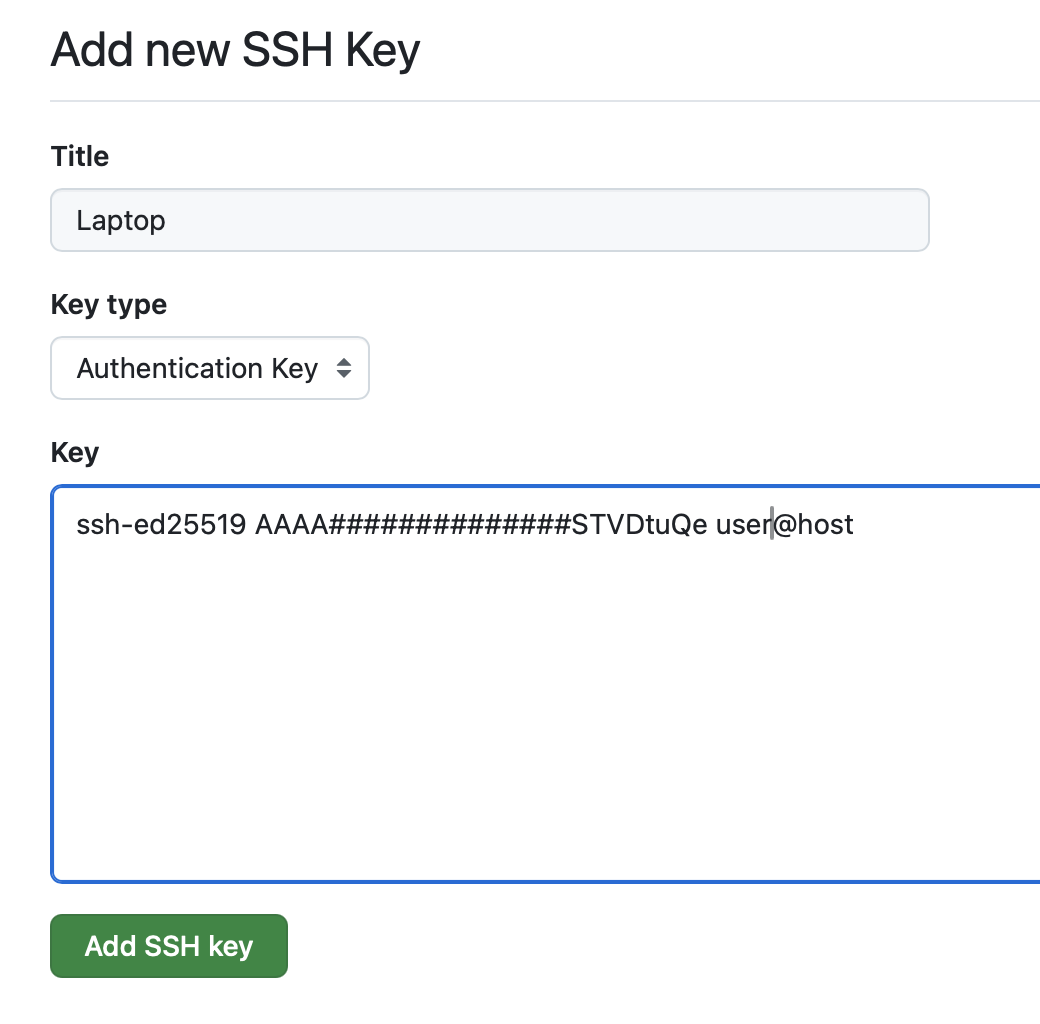 Add new SSH Key
Title
Laptop
Key type
Authentication Key
Key
ssh-ed25519 AAAA##############STVDtuQe user@host
Add SSH key